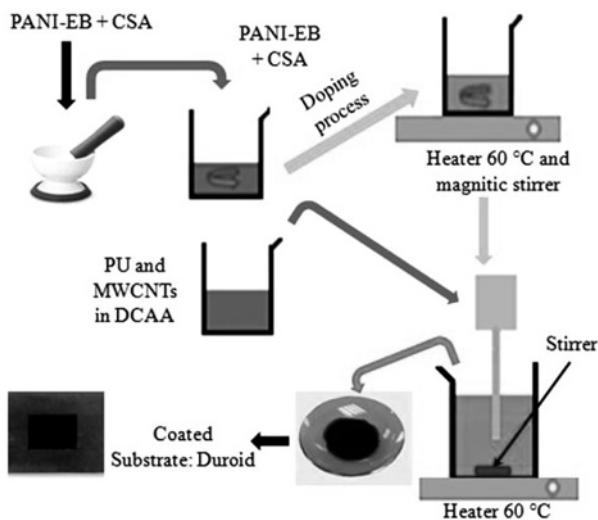 PANI-EB + CSA
PANI-EB
+ CSA
Doping
process
Heater 60 °C and
magnitic stirrer
PU and
MWCNTs
in DCAA
Stirrer
Coated
Substrate: Duroid
Heater 60 °C